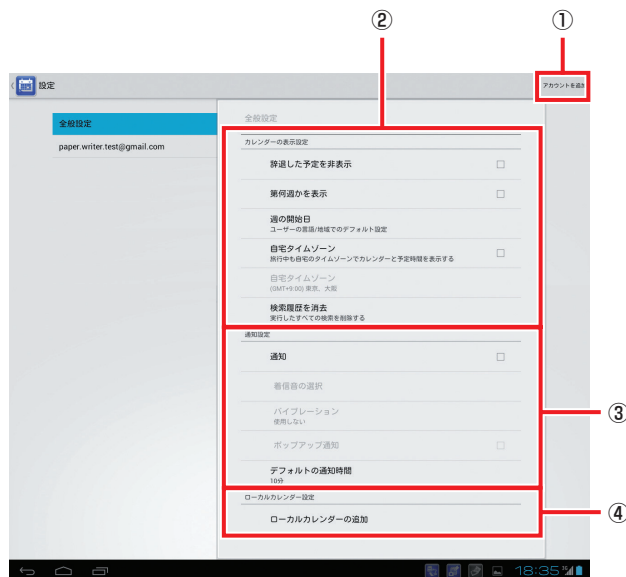 ② ①
設定 アカウントを追加
全般設定
paper.writer.test@gmail.com
全般設定
カレンダーの表示設定
辞退した予定を非表示
第何週かを表示
週の開始日
ユーザーの言語/地域でのデフォルト設定
自宅タイムゾーン
旅行中も自宅のタイムゾーンでカレンダーと予定時間を表示する
自宅タイムゾーン
(GMT+9:00) 東京、大阪
検索履歴を消去
実行したすべての検索を削除する
通知設定
通知
着信音の選択
③
バイブレーション
使用しない
ポップアップ通知
デフォルトの通知時間
10分
ローカルカレンダー設定
④
ローカルカレンダーの追加
18:35 3G